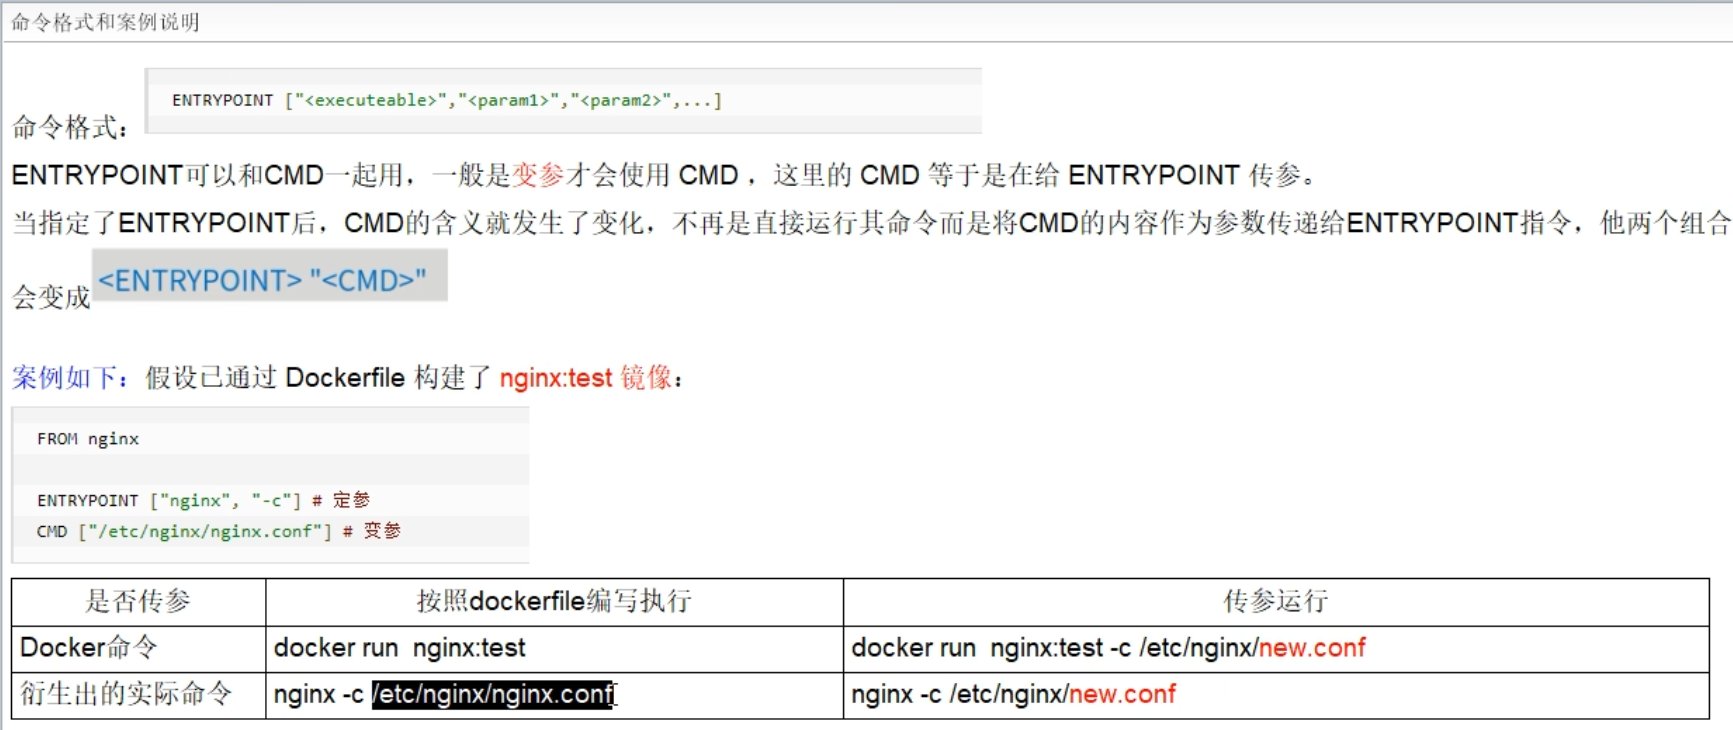 命令格式和案例说明
ENTRYPOINT ["<executeable>","<param1>","<param2>",...]
命令格式：
ENTRYPOINT可以和CMD一起用，一般是变参才会使用 CMD ，这里的 CMD 等于是在给 ENTRYPOINT 传参。
当指定了ENTRYPOINT后，CMD的含义就发生了变化，不再是直接运行其命令而是将CMD的内容作为参数传递给ENTRYPOINT指令，他两个组合
会变成 <ENTRYPOINT> "<CMD>"
案例如下：假设已通过 Dockerfile 构建了 nginx:test 镜像：
FROM nginx
ENTRYPOINT ["nginx", "-c"] # 定参
CMD ["/etc/nginx/nginx.conf"] # 变参
是否传参 按照dockerfile编写执行 传参运行
Docker命令 docker run  nginx:test docker run  nginx:test -c /etc/nginx/new.conf
衍生出的实际命令 nginx -c /etc/nginx/nginx.conf nginx -c /etc/nginx/new.conf